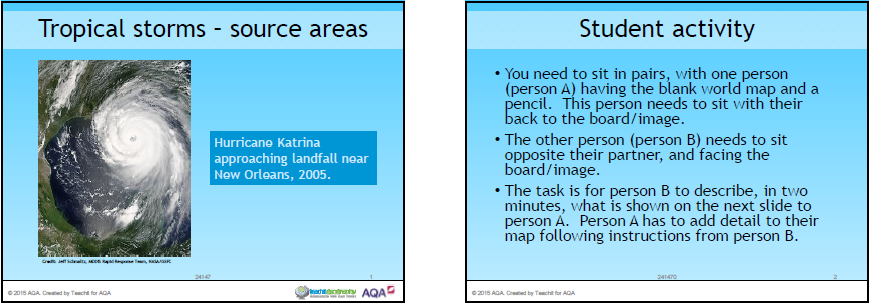 Tropical storms – source areas
Hurricane Katrina
approaching landfall near
New Orleans, 2005.
Credit: Jeff Schmaltz, MODIS Rapid Response Team, NASA/GSFC
24147
1
© 2015 AQA. Created by Teachit for AQA
teachit geography
AQA
Student activity
• You need to sit in pairs, with one person
(person A) having the blank world map and a
pencil. This person needs to sit with their
back to the board/image.
• The other person (person B) needs to sit
opposite their partner, and facing the
board/image.
• The task is for person B to describe, in two
minutes, what is shown on the next slide to
person A. Person A has to add detail to their
map following instructions from person B.
241470
2
© 2015 AQA. Created by Teachit for AQA